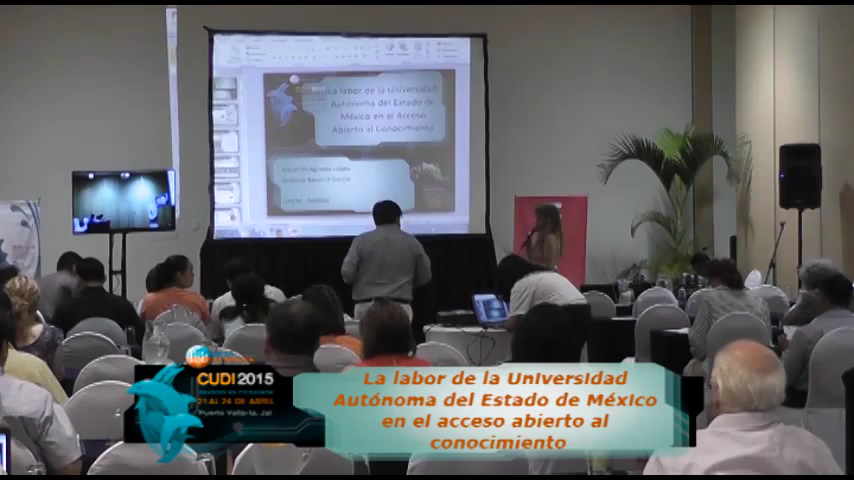 La labor de la Universidad
Autónoma del Estado de
México en el Acceso
Abierto al Conocimiento
CUDI 2015
21 AL 24 DE ABRIL
Puerto Vallarta, Jal.
La labor de la Universidad
Autónoma del Estado de México
en el acceso abierto al
conocimiento